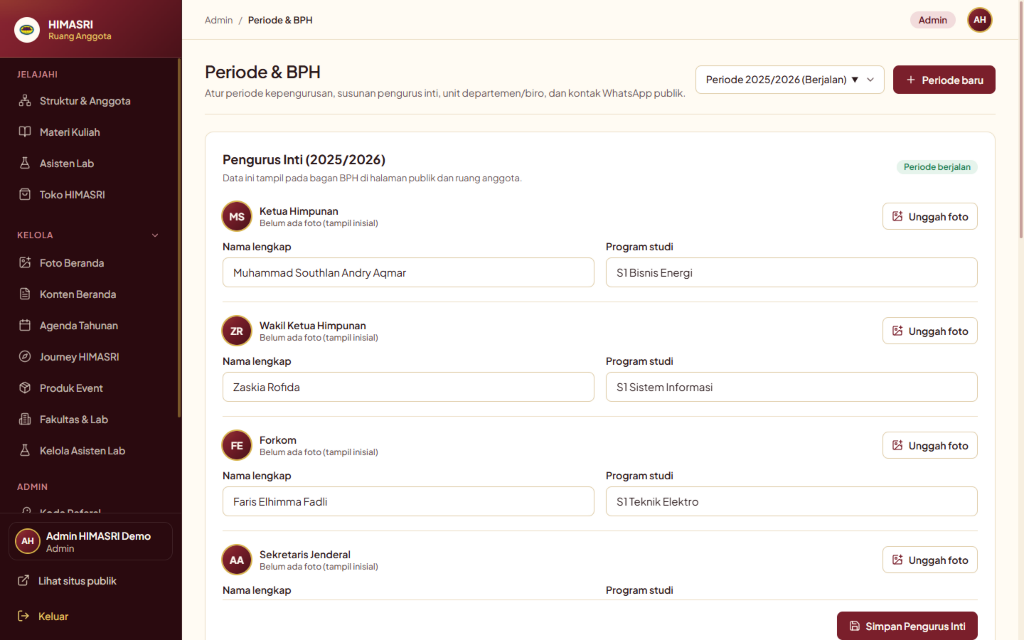 HIMASRI
Ruang Anggota
JELAJAHI
Struktur & Anggota
Materi Kuliah
Asisten Lab
Toko HIMASRI
KELOLA
Foto Beranda
Konten Beranda
Agenda Tahunan
Journey HIMASRI
Produk Event
Fakultas & Lab
Kelola Asisten Lab
ADMIN
Kode Referal
AH
Admin HIMASRI Demo
Admin
Lihat situs publik
Keluar
Admin / Periode & BPH
Admin
AH
Periode & BPH
Atur periode kepengurusan, susunan pengurus inti, unit departemen/biro, dan kontak WhatsApp publik.
Periode 2025/2026 (Berjalan) ▼
+ Periode baru
Pengurus Inti (2025/2026)
Data ini tampil pada bagan BPH di halaman publik dan ruang anggota.
Periode berjalan
MS
Ketua Himpunan
Belum ada foto (tampil inisial)
Unggah foto
Nama lengkap
Program studi
Muhammad Southlan Andry Aqmar
S1 Bisnis Energi
ZR
Wakil Ketua Himpunan
Belum ada foto (tampil inisial)
Unggah foto
Nama lengkap
Program studi
Zaskia Rofida
S1 Sistem Informasi
FE
Forkom
Belum ada foto (tampil inisial)
Unggah foto
Nama lengkap
Program studi
Faris Elhimma Fadli
S1 Teknik Elektro
AA
Sekretaris Jenderal
Belum ada foto (tampil inisial)
Unggah foto
Nama lengkap
Program studi
Simpan Pengurus Inti